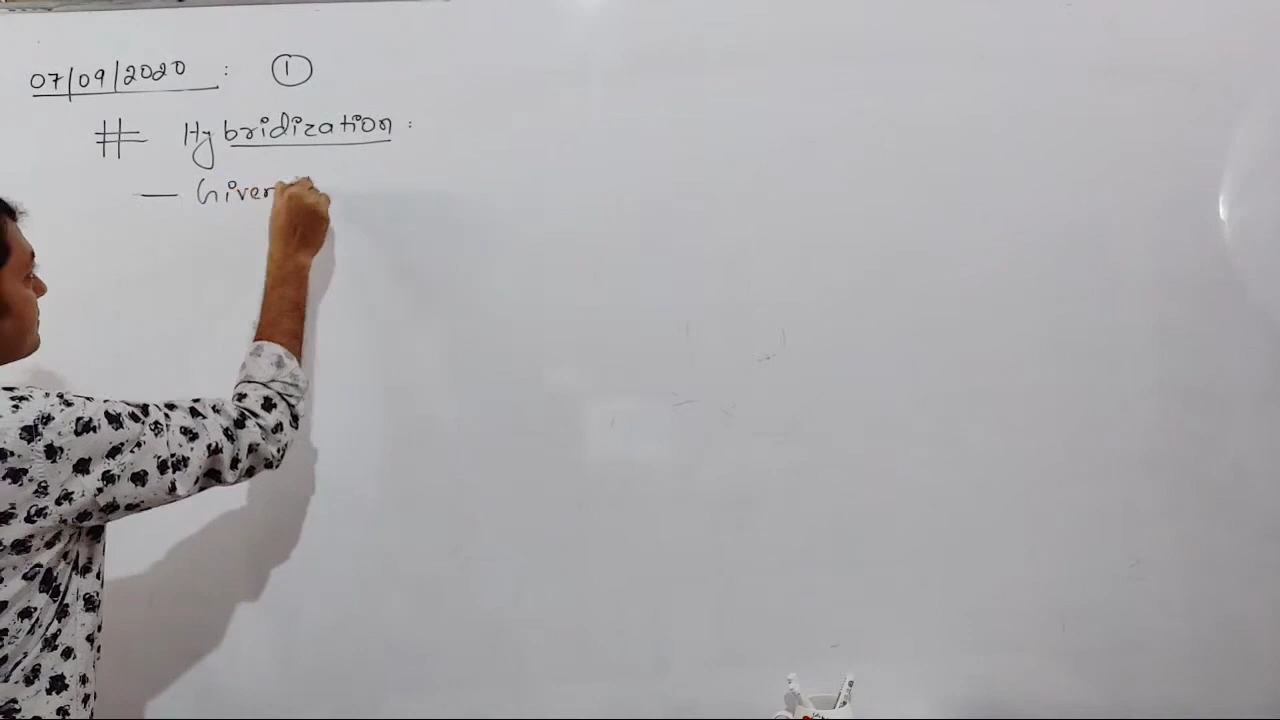 07/09/2020 : ①
# Hybridization :
— Given